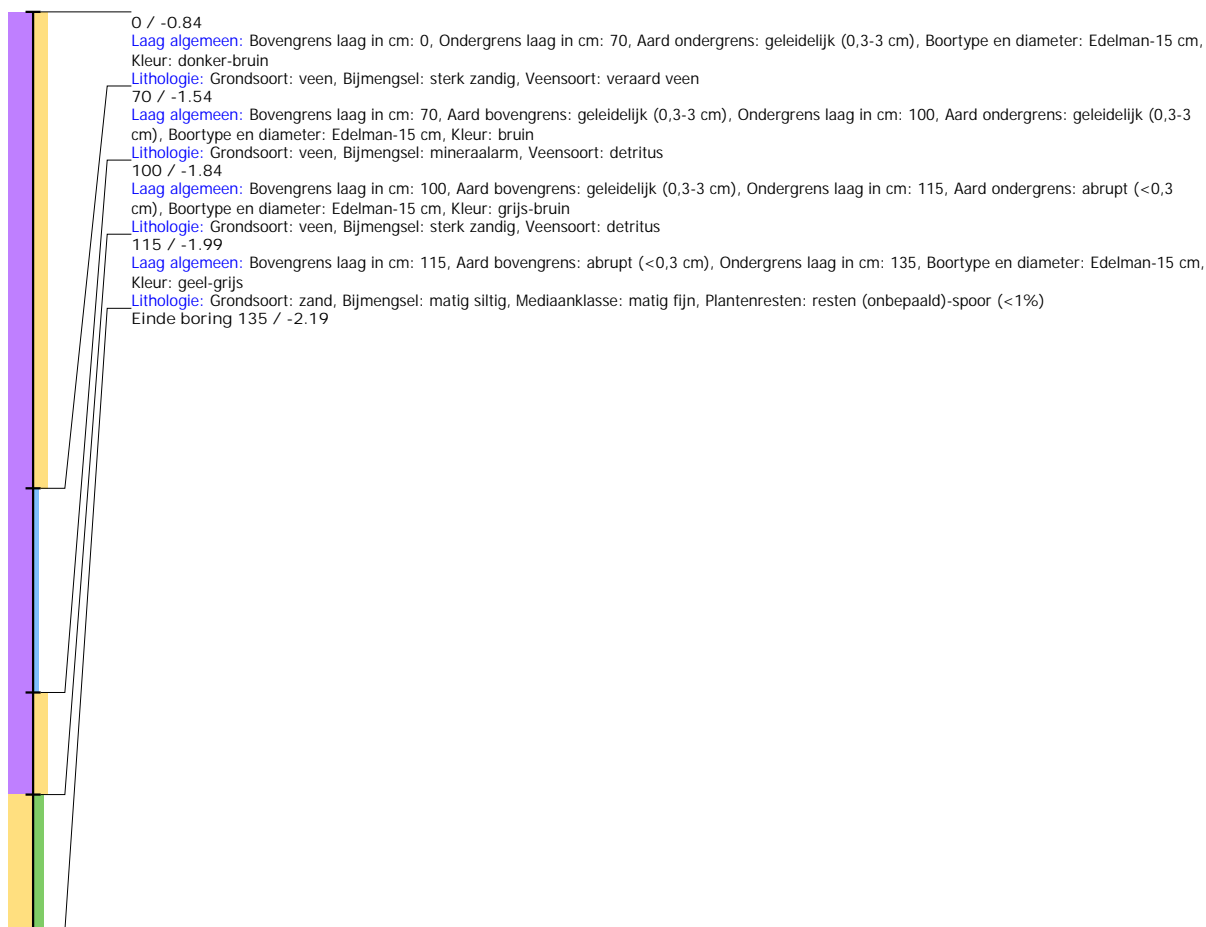 0 / -0.84
Laag algemeen: Bovengrens laag in cm: 0, Ondergrens laag in cm: 70, Aard ondergrens: geleidelijk (0,3-3 cm), Boortype en diameter: Edelman-15 cm,
Kleur: donker-bruin
Lithologie: Grondsoort: veen, Bijmengsel: sterk zandig, Veensoort: veraard veen
70 / -1.54
Laag algemeen: Bovengrens laag in cm: 70, Aard bovengrens: geleidelijk (0,3-3 cm), Ondergrens laag in cm: 100, Aard ondergrens: geleidelijk (0,3-3
cm), Boortype en diameter: Edelman-15 cm, Kleur: bruin
Lithologie: Grondsoort: veen, Bijmengsel: mineraalarm, Veensoort: detritus
100 / -1.84
Laag algemeen: Bovengrens laag in cm: 100, Aard bovengrens: geleidelijk (0,3-3 cm), Ondergrens laag in cm: 115, Aard ondergrens: abrupt (<0,3
cm), Boortype en diameter: Edelman-15 cm, Kleur: grijs-bruin
Lithologie: Grondsoort: veen, Bijmengsel: sterk zandig, Veensoort: detritus
115 / -1.99
Laag algemeen: Bovengrens laag in cm: 115, Aard bovengrens: abrupt (<0,3 cm), Ondergrens laag in cm: 135, Boortype en diameter: Edelman-15 cm,
Kleur: geel-grijs
Lithologie: Grondsoort: zand, Bijmengsel: matig siltig, Mediaanklasse: matig fijn, Plantenresten: resten (onbepaald)-spoor (<1%)
Einde boring 135 / -2.19